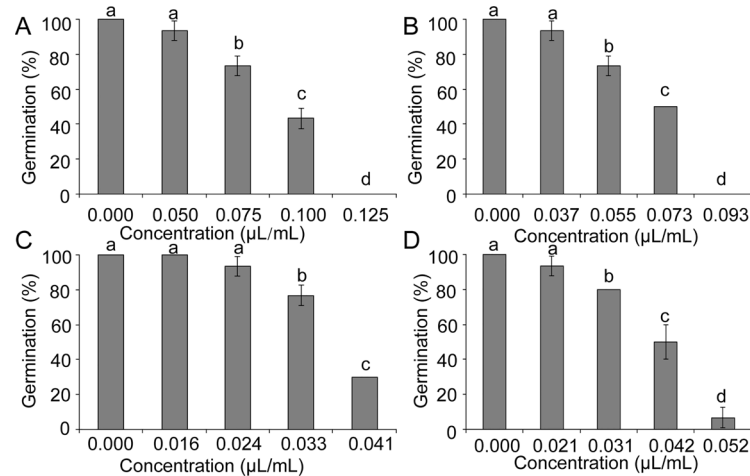 A
Germination (%)
100
80
60
40
20
0
a
a
b
c
d
0.000 0.050 0.075 0.100 0.125
Concentration (µL/mL)
B
Germination (%)
100
80
60
40
20
0
a
a
b
c
d
0.000 0.037 0.055 0.073 0.093
Concentration (µL/mL)
C
Germination (%)
100
80
60
40
20
0
a
a
a
b
c
0.000 0.016 0.024 0.033 0.041
Concentration (µL/mL)
D
Germination (%)
100
80
60
40
20
0
a
a
b
c
d
0.000 0.021 0.031 0.042 0.052
Concentration (µL/mL)